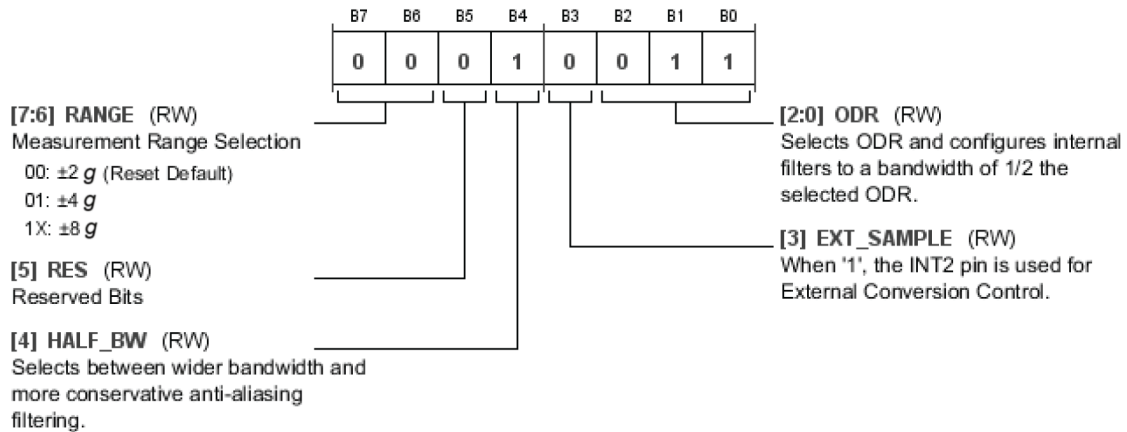 B7 B6 B5 B4 B3 B2 B1 B0
0 0 0 1 0 0 1 1
[7:6] RANGE (RW)
Measurement Range Selection
00: ±2 g (Reset Default)
01: ±4 g
1X: ±8 g
[5] RES (RW)
Reserved Bits
[4] HALF_BW (RW)
Selects between wider bandwidth and
more conservative anti-aliasing
filtering.
[2:0] ODR (RW)
Selects ODR and configures internal
filters to a bandwidth of 1/2 the
selected ODR.
[3] EXT_SAMPLE (RW)
When '1', the INT2 pin is used for
External Conversion Control.